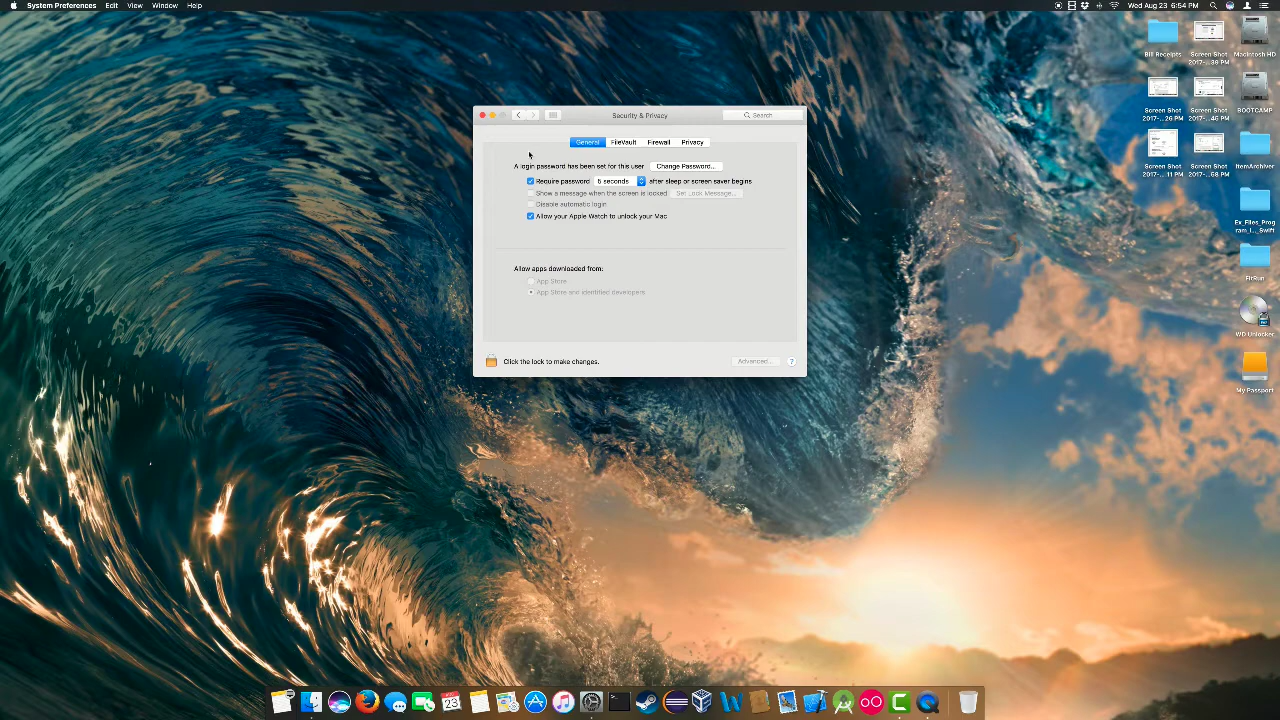 System Preferences Edit View Window Help
Wed Aug 23 6:54 PM
Security & Privacy
Search
General FileVault Firewall Privacy
A login password has been set for this user Change Password...
Require password 5 seconds after sleep or screen saver begins
Show a message when the screen is locked Set Lock Message...
Disable automatic login
Allow your Apple Watch to unlock your Mac
Allow apps downloaded from:
App Store
App Store and identified developers
Click the lock to make changes.
Advanced...
?
Bill Receipts
Screen Shot
2017-...39 PM
Macintosh HD
Screen Shot
2017-...26 PM
Screen Shot
2017-...46 PM
BOOTCAMP
Screen Shot
2017-....11 PM
Screen Shot
2017-...58 PM
ItemArchiver
Ex_Files_Prog
ram_I..._Swift
FitRun
WD Unlocker
My Passport
23